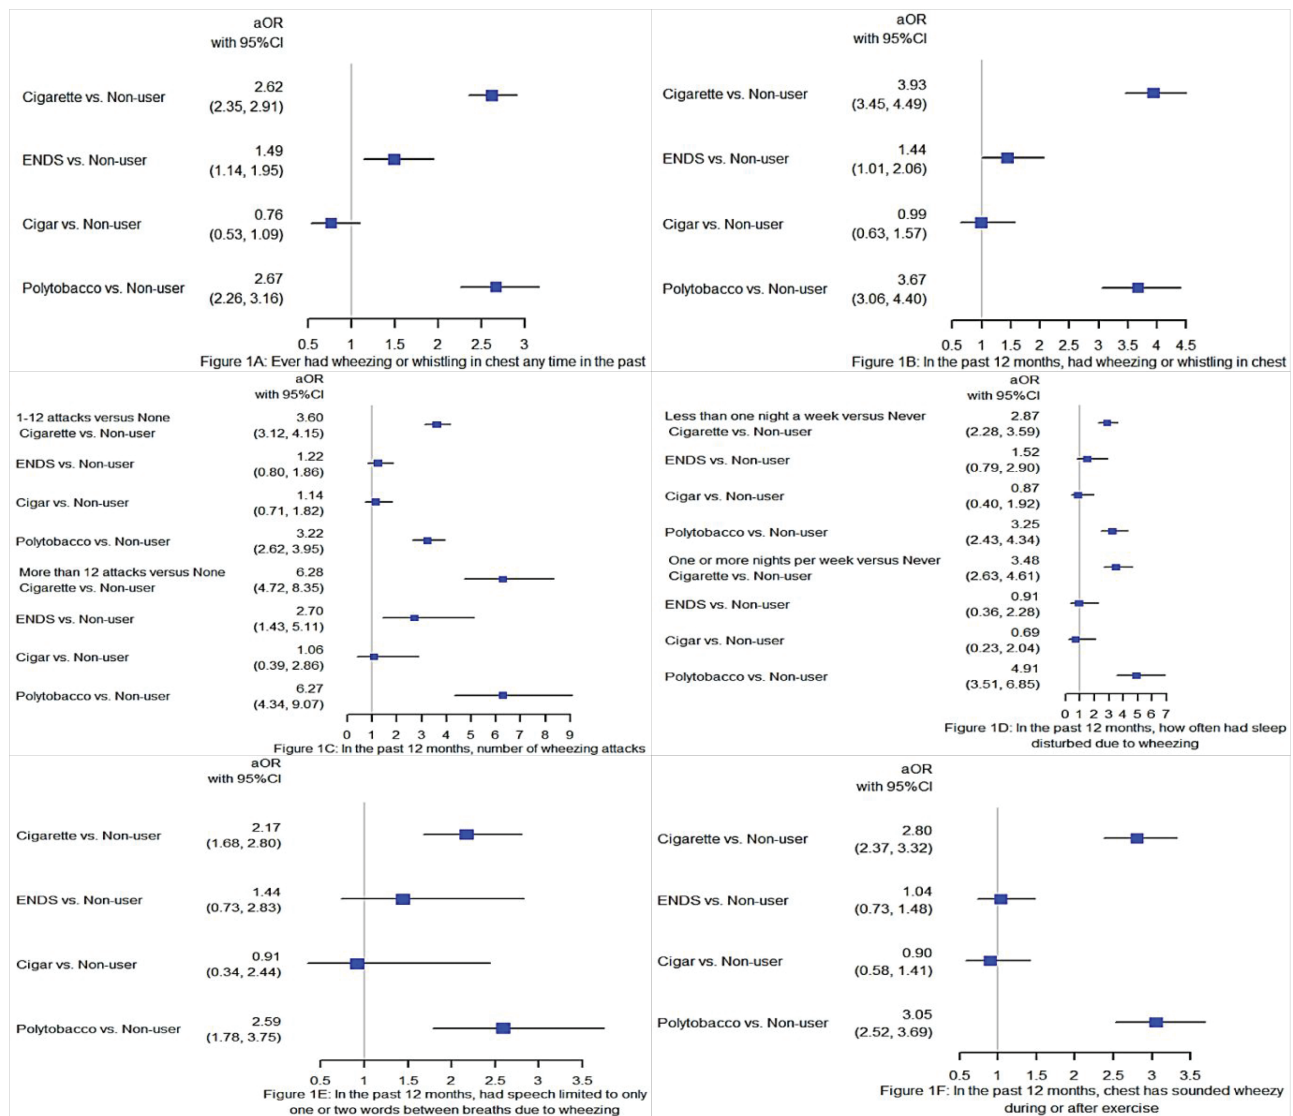 aOR
with 95%CI
Cigarette vs. Non-user
2.62
(2.35, 2.91)
ENDS vs. Non-user
1.49
(1.14, 1.95)
Cigar vs. Non-user
0.76
(0.53, 1.09)
Polytobacco vs. Non-user
2.67
(2.26, 3.16)
0.5 1 1.5 2 2.5 3
Figure 1A: Ever had wheezing or whistling in chest any time in the past
aOR
with 95%CI
Cigarette vs. Non-user
3.93
(3.45, 4.49)
ENDS vs. Non-user
1.44
(1.01, 2.06)
Cigar vs. Non-user
0.99
(0.63, 1.57)
Polytobacco vs. Non-user
3.67
(3.06, 4.40)
0.5 1 1.5 2 2.5 3 3.5 4 4.5
Figure 1B: In the past 12 months, had wheezing or whistling in chest
aOR
with 95%CI
1-12 attacks versus None
Cigarette vs. Non-user
3.60
(3.12, 4.15)
ENDS vs. Non-user
1.22
(0.80, 1.86)
Cigar vs. Non-user
1.14
(0.71, 1.82)
Polytobacco vs. Non-user
3.22
(2.62, 3.95)
More than 12 attacks versus None
Cigarette vs. Non-user
6.28
(4.72, 8.35)
ENDS vs. Non-user
2.70
(1.43, 5.11)
Cigar vs. Non-user
1.06
(0.39, 2.86)
Polytobacco vs. Non-user
6.27
(4.34, 9.07)
0 1 2 3 4 5 6 7 8 9
Figure 1C: In the past 12 months, number of wheezing attacks
aOR
with 95%CI
Less than one night a week versus Never
Cigarette vs. Non-user
2.87
(2.28, 3.59)
ENDS vs. Non-user
1.52
(0.79, 2.90)
Cigar vs. Non-user
0.87
(0.40, 1.92)
Polytobacco vs. Non-user
3.25
(2.43, 4.34)
One or more nights per week versus Never
Cigarette vs. Non-user
3.48
(2.63, 4.61)
ENDS vs. Non-user
0.91
(0.36, 2.28)
Cigar vs. Non-user
0.69
(0.23, 2.04)
Polytobacco vs. Non-user
4.91
(3.51, 6.85)
0 1 2 3 4 5 6 7
Figure 1D: In the past 12 months, how often had sleep
disturbed due to wheezing
aOR
with 95%CI
Cigarette vs. Non-user
2.17
(1.68, 2.80)
ENDS vs. Non-user
1.44
(0.73, 2.83)
Cigar vs. Non-user
0.91
(0.34, 2.44)
Polytobacco vs. Non-user
2.59
(1.78, 3.75)
0.5 1 1.5 2 2.5 3 3.5
Figure 1E: In the past 12 months, had speech limited to only
one or two words between breaths due to wheezing
aOR
with 95%CI
Cigarette vs. Non-user
2.80
(2.37, 3.32)
ENDS vs. Non-user
1.04
(0.73, 1.48)
Cigar vs. Non-user
0.90
(0.58, 1.41)
Polytobacco vs. Non-user
3.05
(2.52, 3.69)
0.5 1 1.5 2 2.5 3 3.5
Figure 1F: In the past 12 months, chest has sounded wheezy
during or after exercise